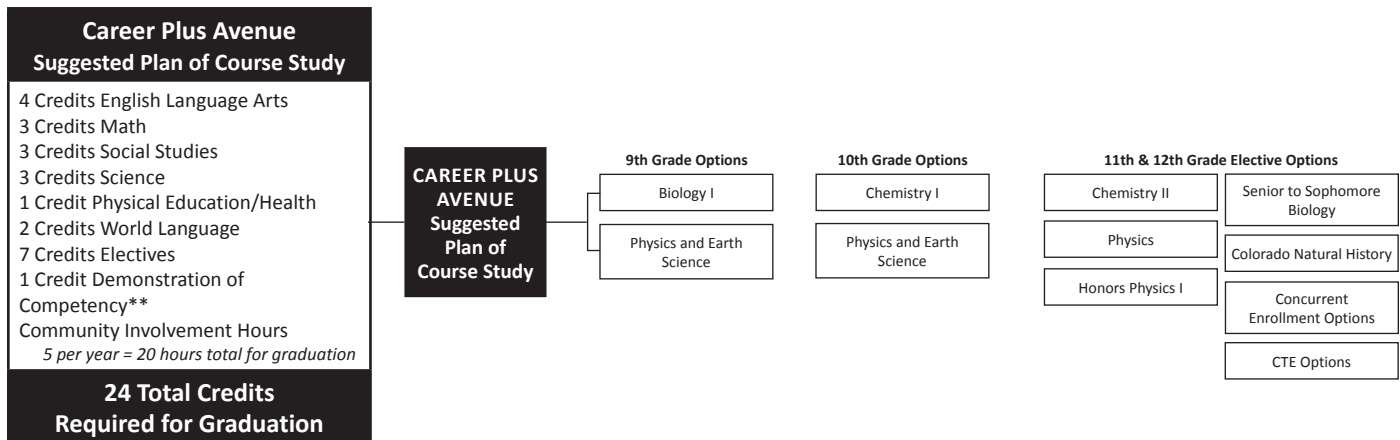 Career Plus Avenue
Suggested Plan of Course Study
4 Credits English Language Arts
3 Credits Math
3 Credits Social Studies
3 Credits Science
1 Credit Physical Education/Health
2 Credits World Language
7 Credits Electives
1 Credit Demonstration of
Competency**
Community Involvement Hours
5 per year = 20 hours total for graduation
24 Total Credits
Required for Graduation
CAREER PLUS
AVENUE
Suggested
Plan of
Course Study
9th Grade Options
Biology I
Physics and Earth
Science
10th Grade Options
Chemistry I
Physics and Earth
Science
11th & 12th Grade Elective Options
Chemistry II
Physics
Honors Physics I
Senior to Sophomore
Biology
Colorado Natural History
Concurrent
Enrollment Options
CTE Options